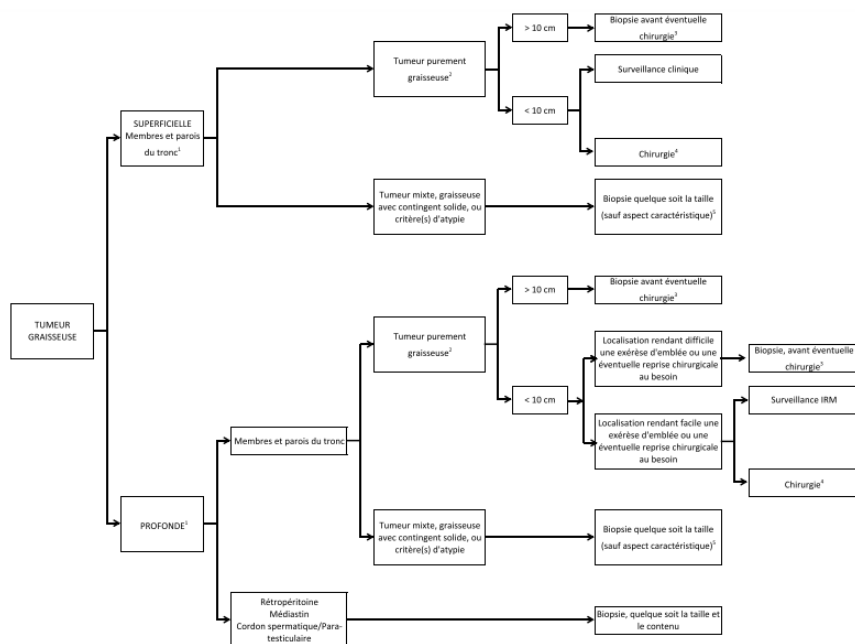 > 10 cm
Biopsie avant éventuelle
chirurgie³
Tumeur purement
graisseuse²
Surveillance clinique
< 10 cm
SUPERFICIELLE
Membres et parois
du tronc¹
Chirurgie⁴
Tumeur mixte, graisseuse
avec contingent solide, ou
critère(s) d'atypie
Biopsie quelque soit la taille
(sauf aspect caractéristique)⁵
> 10 cm
Biopsie avant éventuelle
chirurgie³
TUMEUR
GRAISSEUSE
Tumeur purement
graisseuse²
Localisation rendant difficile
une exérèse d'emblée ou une
éventuelle reprise chirurgicale
au besoin
Biopsie, avant éventuelle
chirurgie³
< 10 cm
Surveillance IRM
Membres et parois du tronc
Localisation rendant facile une
exérèse d'emblée ou une
éventuelle reprise chirurgicale
au besoin
Chirurgie⁴
PROFONDE¹
Tumeur mixte, graisseuse
avec contingent solide, ou
critère(s) d'atypie
Biopsie quelque soit la taille
(sauf aspect caractéristique)⁵
Rétropéritoine
Médiastin
Cordon spermatique/Para-
testiculaire
Biopsie, quelque soit la taille et
le contenu